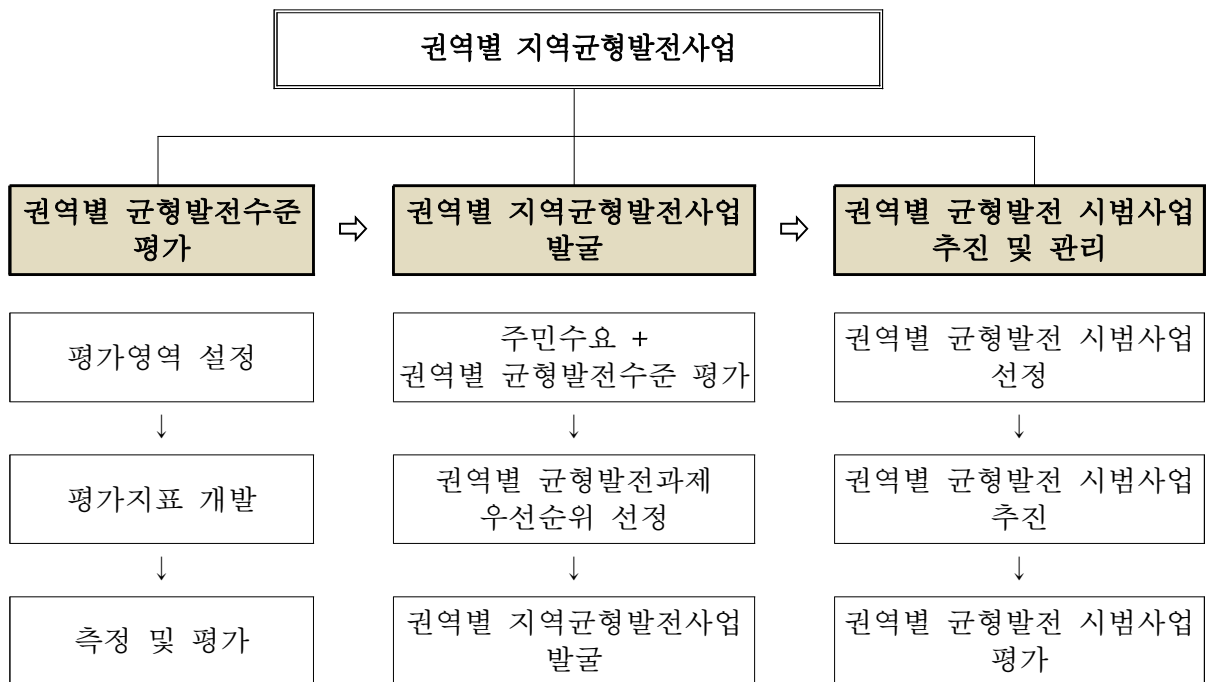 권역별 지역균형발전사업
권역별 균형발전수준
평가
⇨
권역별 지역균형발전사업
발굴
⇨
권역별 균형발전 시범사업
추진 및 관리
평가영역 설정
↓
평가지표 개발
↓
측정 및 평가
주민수요 +
권역별 균형발전수준 평가
↓
권역별 균형발전과제
우선순위 선정
↓
권역별 지역균형발전사업
발굴
권역별 균형발전 시범사업
선정
↓
권역별 균형발전 시범사업
추진
↓
권역별 균형발전 시범사업
평가